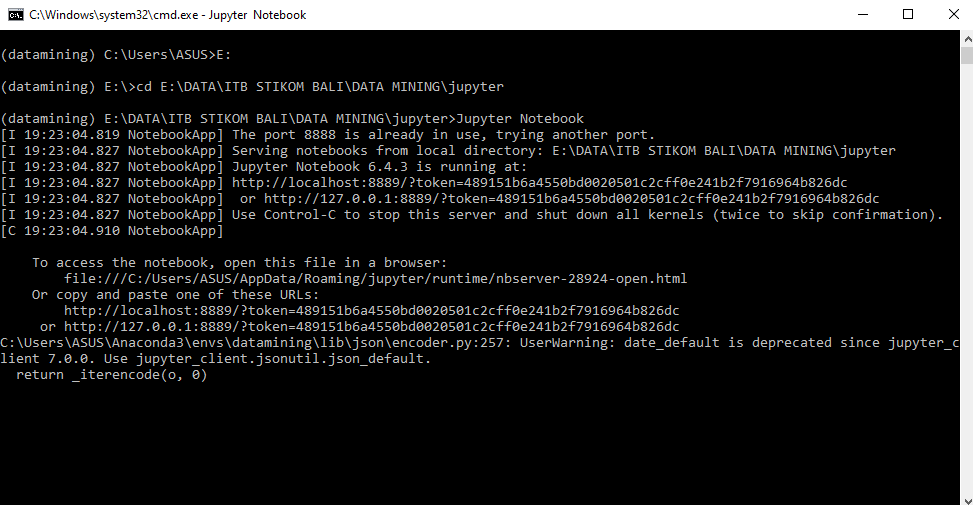 C:\Windows\system32\cmd.exe - Jupyter Notebook
(datamining) C:\Users\ASUS>E:
(datamining) E:\>cd E:\DATA\ITB STIKOM BALI\DATA MINING\jupyter
(datamining) E:\DATA\ITB STIKOM BALI\DATA MINING\jupyter>Jupyter Notebook
[I 19:23:04.819 NotebookApp] The port 8888 is already in use, trying another port.
[I 19:23:04.827 NotebookApp] Serving notebooks from local directory: E:\DATA\ITB STIKOM BALI\DATA MINING\jupyter
[I 19:23:04.827 NotebookApp] Jupyter Notebook 6.4.3 is running at:
[I 19:23:04.827 NotebookApp] http://localhost:8889/?token=489151b6a4550bd0020501c2cff0e241b2f7916964b826dc
[I 19:23:04.827 NotebookApp]  or http://127.0.0.1:8889/?token=489151b6a4550bd0020501c2cff0e241b2f7916964b826dc
[I 19:23:04.827 NotebookApp] Use Control-C to stop this server and shut down all kernels (twice to skip confirmation).
[C 19:23:04.910 NotebookApp]
To access the notebook, open this file in a browser:
file:///C:/Users/ASUS/AppData/Roaming/jupyter/runtime/nbserver-28924-open.html
Or copy and paste one of these URLs:
http://localhost:8889/?token=489151b6a4550bd0020501c2cff0e241b2f7916964b826dc
or http://127.0.0.1:8889/?token=489151b6a4550bd0020501c2cff0e241b2f7916964b826dc
C:\Users\ASUS\Anaconda3\envs\datamining\lib\json\encoder.py:257: UserWarning: date_default is deprecated since jupyter_c
lient 7.0.0. Use jupyter_client.jsonutil.json_default.
return _iterencode(o, 0)